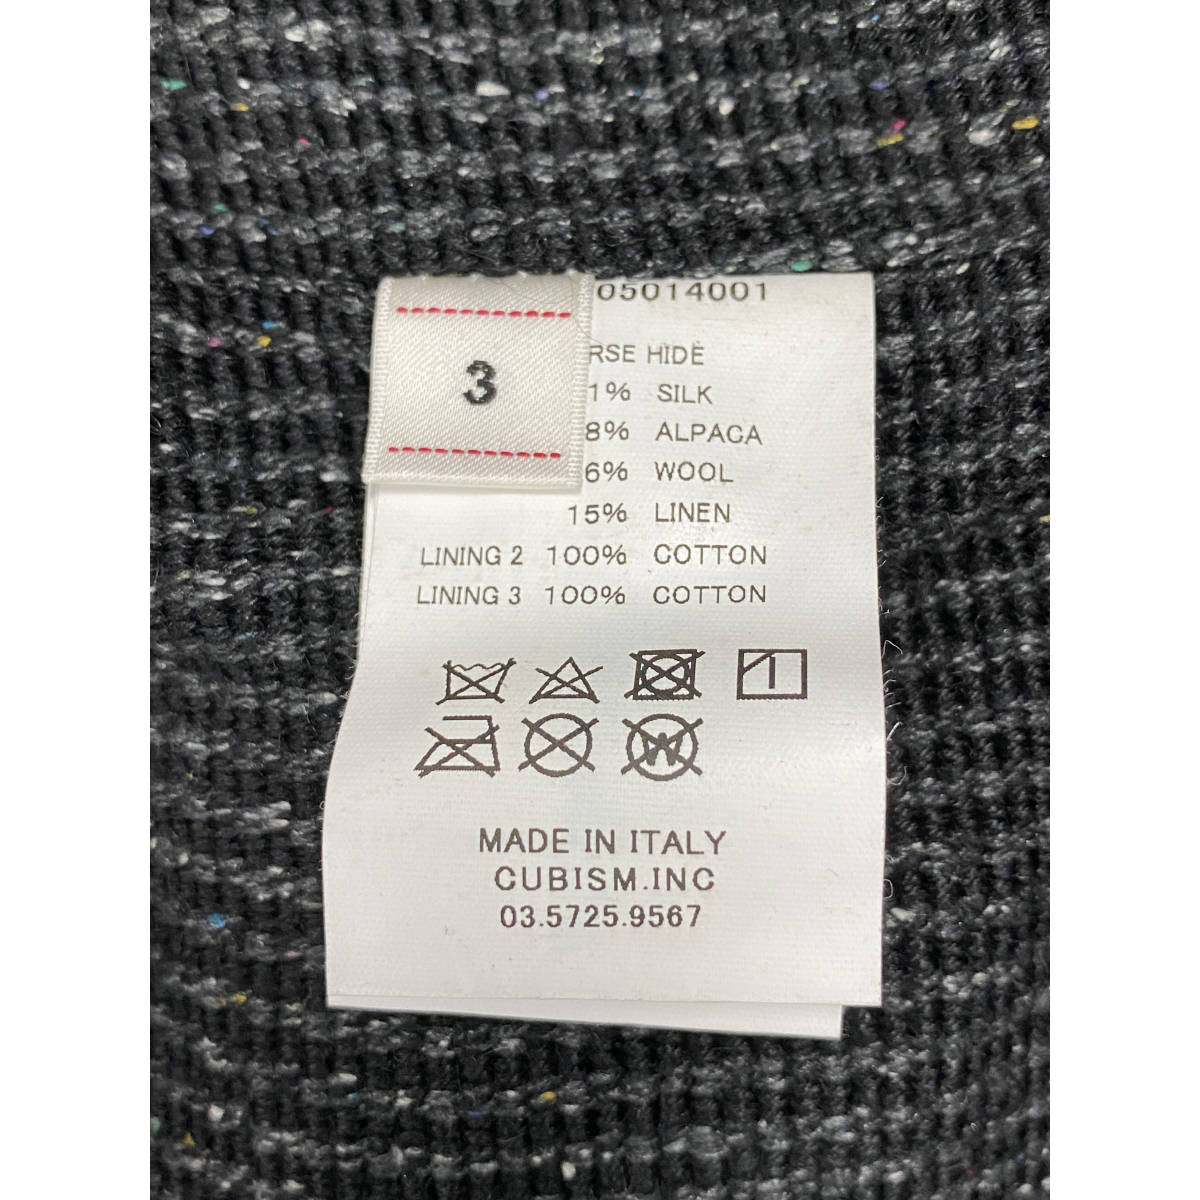 05014001
3
RSE HIDE
1% SILK
8% ALPACA
6% WOOL
15% LINEN
LINING 2 100% COTTON
LINING 3 100% COTTON
W
MADE IN ITALY
CUBISM.INC
03.5725.9567